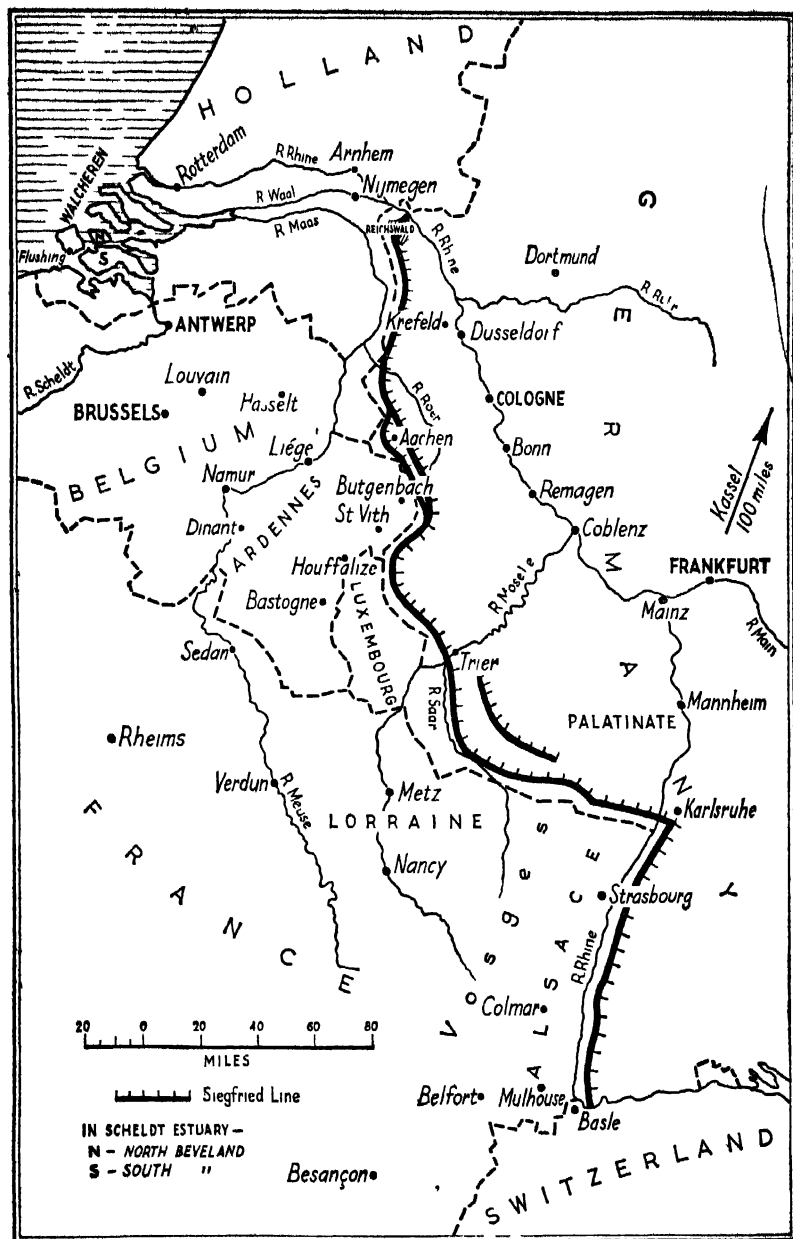 HOLLAND
WALCHEREN
Rotterdam
R Rhine
Arnhem
R Waal
Nijmegen
R Maas
REICHSWALD
R Rhine
N
S
Flushing
GERMANY
Dortmund
R Ruhr
ANTWERP
Krefeld
Dusseldorf
R. Scheldt
Louvain
Hasselt
R Roer
COLOGNE
BRUSSELS
BELGIUM
Aachen
Liége
Bonn
Namur
Butgenbach
Remagen
Kassel
100 miles
Dinant
ARDENNES
St Vith
Coblenz
Houffalize
FRANKFURT
R Moselle
Bastogne
LUXEMBOURG
Mainz
R Main
Sedan
Trier
R Saar
Mannheim
PALATINATE
Rheims
Verdun
R Meuse
Metz
LORRAINE
Karlsruhe
FRANCE
Nancy
Vosges
ALSACE
Strasbourg
R. Rhine
Colmar
20 0 20 40 60 80
MILES
Siegfried Line
Belfort
Mulhouse
Basle
IN SCHELDT ESTUARY –
N – NORTH BEVELAND
S – SOUTH "
Besançon
SWITZERLAND